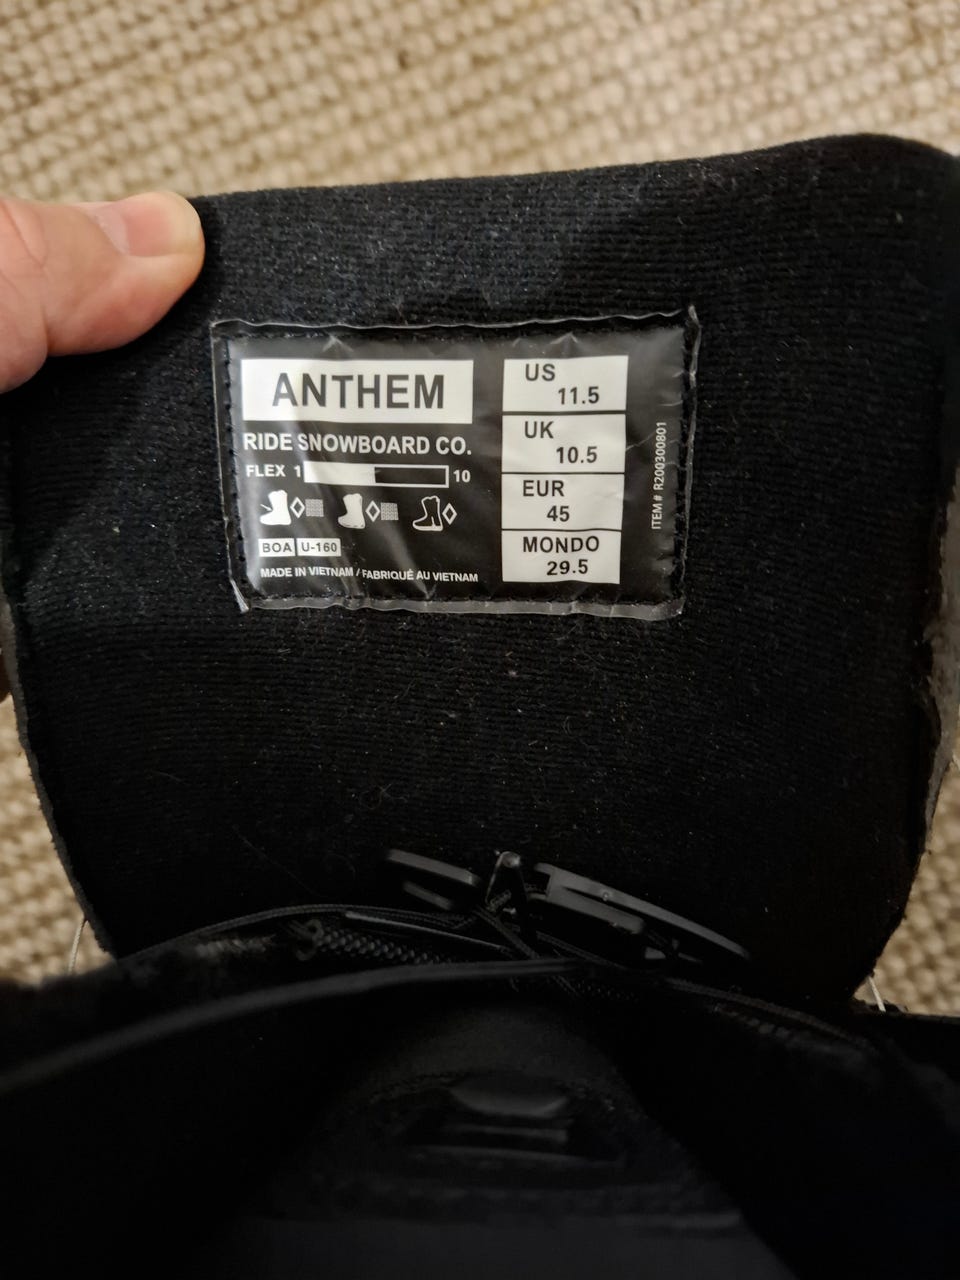 ANTHEM
RIDE SNOWBOARD CO.
FLEX 1 10
BOA U-160
MADE IN VIETNAM / FABRIQUÉ AU VIETNAM
US
11.5
UK
10.5
EUR
45
MONDO
29.5
ITEM # R200300801